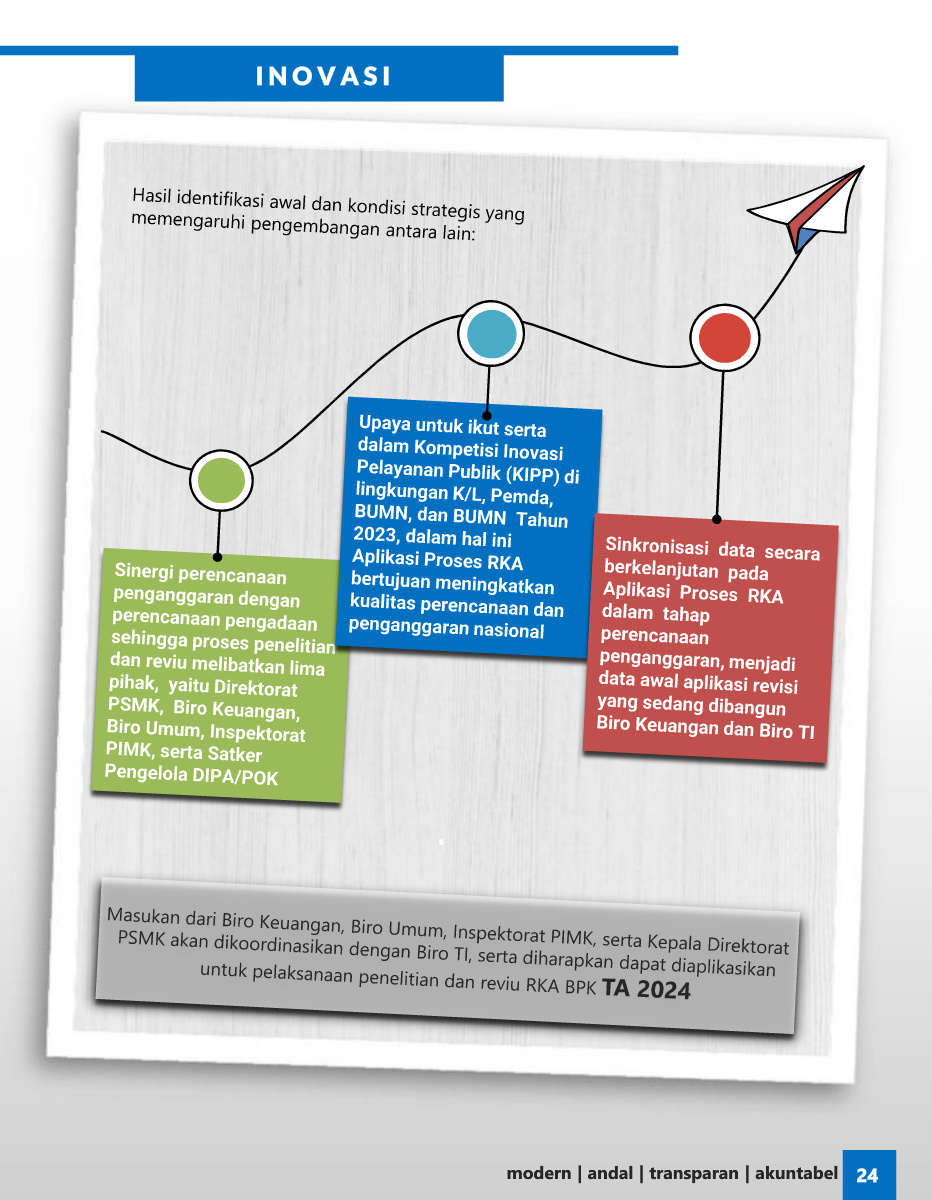 INOVASI
Hasil identifikasi awal dan kondisi strategis yang
memengaruhi pengembangan antara lain:
Upaya untuk ikut serta
dalam Kompetisi Inovasi
Pelayanan Publik (KIPP) di
lingkungan K/L, Pemda,
BUMN, dan BUMN Tahun
2023, dalam hal ini
Aplikasi Proses RKA
bertujuan meningkatkan
kualitas perencanaan dan
penganggaran nasional
Sinkronisasi data secara
berkelanjutan pada
Aplikasi Proses RKA
dalam tahap
perencanaan
penganggaran, menjadi
data awal aplikasi revisi
yang sedang dibangun
Biro Keuangan dan Biro TI
Sinergi perencanaan
penganggaran dengan
perencanaan pengadaan
sehingga proses penelitian
dan reviu melibatkan lima
pihak, yaitu Direktorat
PSMK, Biro Keuangan,
Biro Umum, Inspektorat
PIMK, serta Satker
Pengelola DIPA/POK
Masukan dari Biro Keuangan, Biro Umum, Inspektorat PIMK, serta Kepala Direktorat
PSMK akan dikoordinasikan dengan Biro TI, serta diharapkan dapat diaplikasikan
untuk pelaksanaan penelitian dan reviu RKA BPK TA 2024
modern | andal | transparan | akuntabel 24